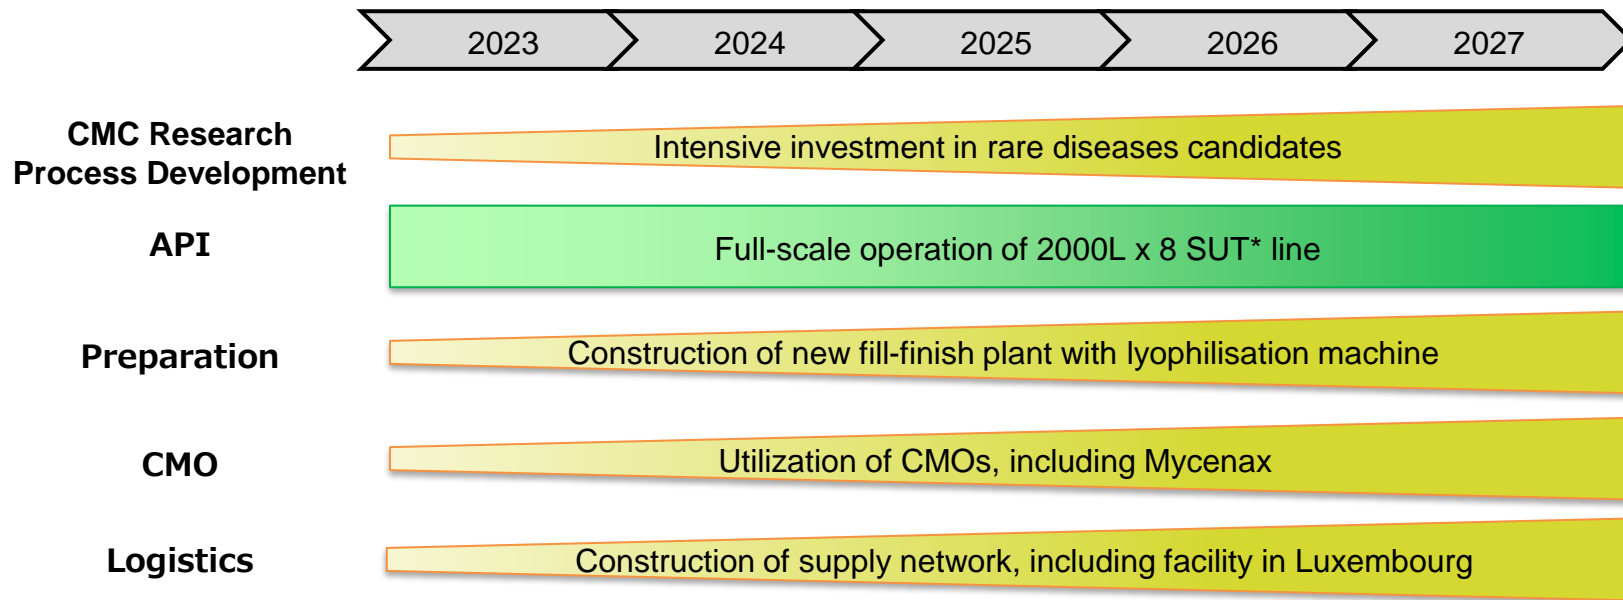 2023
2024
2025
2026
2027
CMC Research
Process Development
Intensive investment in rare diseases candidates
API
Full-scale operation of 2000L x 8 SUT* line
Preparation
Construction of new fill-finish plant with lyophilisation machine
CMO
Utilization of CMOs, including Mycenax
Logistics
Construction of supply network, including facility in Luxembourg